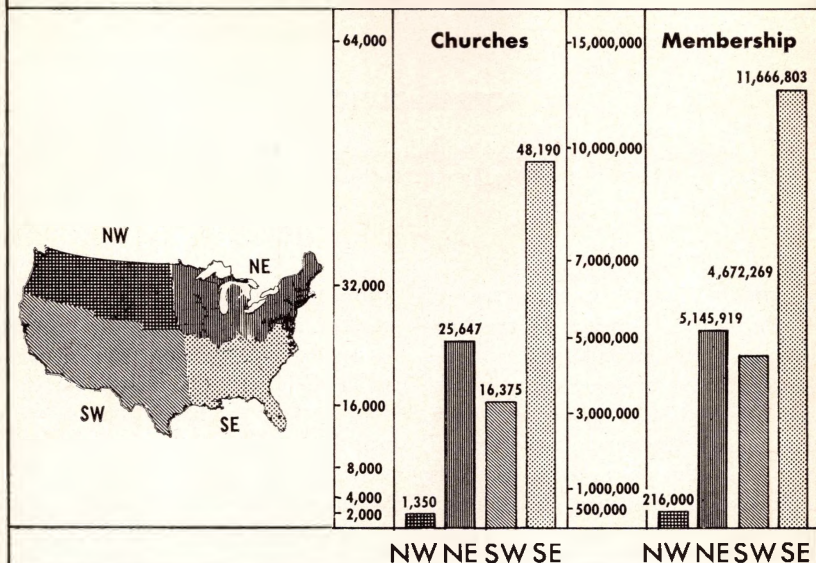 NW
NE
SW
SE
Churches
64,000
32,000
16,000
8,000
4,000
2,000
1,350
25,647
16,375
48,190
NW NE SW SE
Membership
15,000,000
10,000,000
7,000,000
5,000,000
3,000,000
1,000,000
500,000
216,000
5,145,919
4,672,269
11,666,803
NW NE SW SE